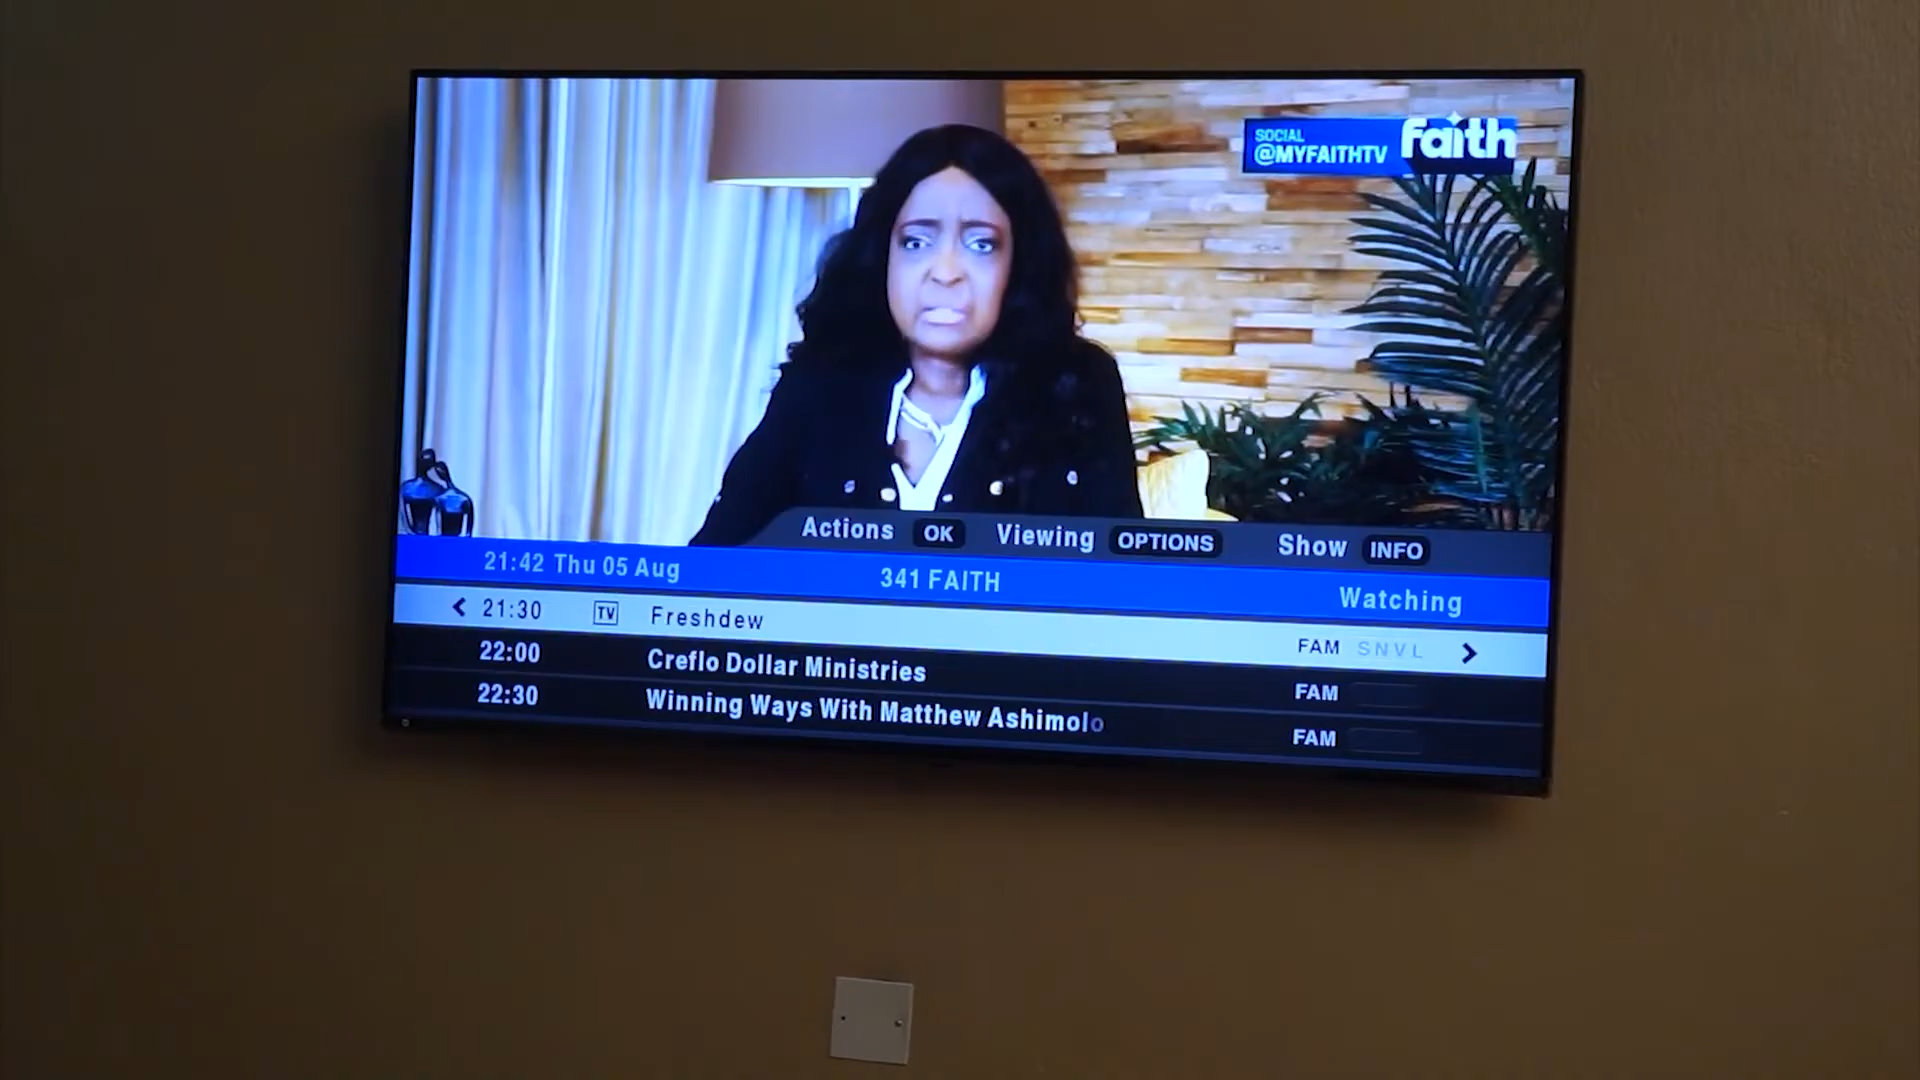 SOCIAL
@MYFAITHTV
faith
Actions OK Viewing OPTIONS Show INFO
21:42 Thu 05 Aug 341 FAITH Watching
21:30 TV Freshdew FAM SNVL
22:00 Creflo Dollar Ministries FAM
22:30 Winning Ways With Matthew Ashimolo FAM